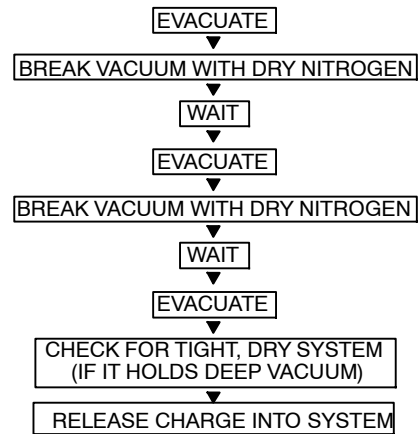 EVACUATE
BREAK VACUUM WITH DRY NITROGEN
WAIT
EVACUATE
BREAK VACUUM WITH DRY NITROGEN
WAIT
EVACUATE
CHECK FOR TIGHT, DRY SYSTEM
(IF IT HOLDS DEEP VACUUM)
RELEASE CHARGE INTO SYSTEM